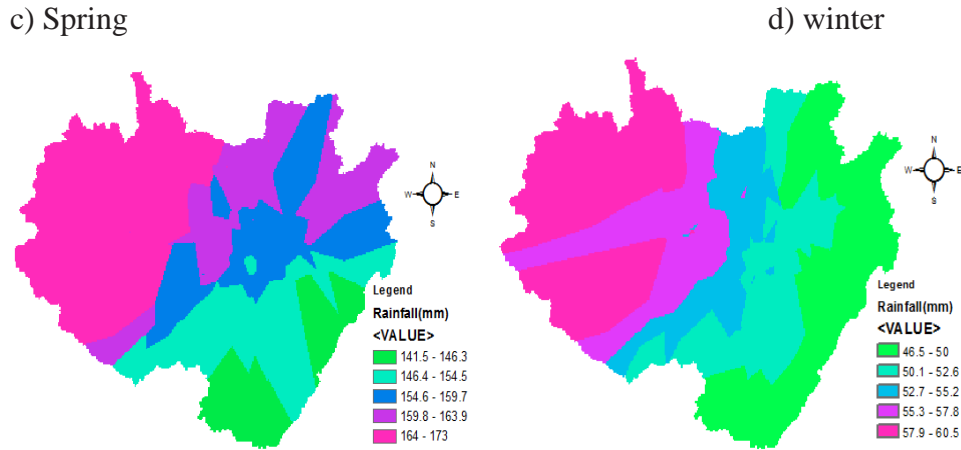 c) Spring
d) winter
N
W
E
S
Legend
Rainfall(mm)
<VALUE>
141.5 - 146.3
146.4 - 154.5
154.6 - 159.7
159.8 - 163.9
164 - 173
N
W
E
S
Legend
Rainfall(mm)
<VALUE>
46.5 - 50
50.1 - 52.6
52.7 - 55.2
55.3 - 57.8
57.9 - 60.5